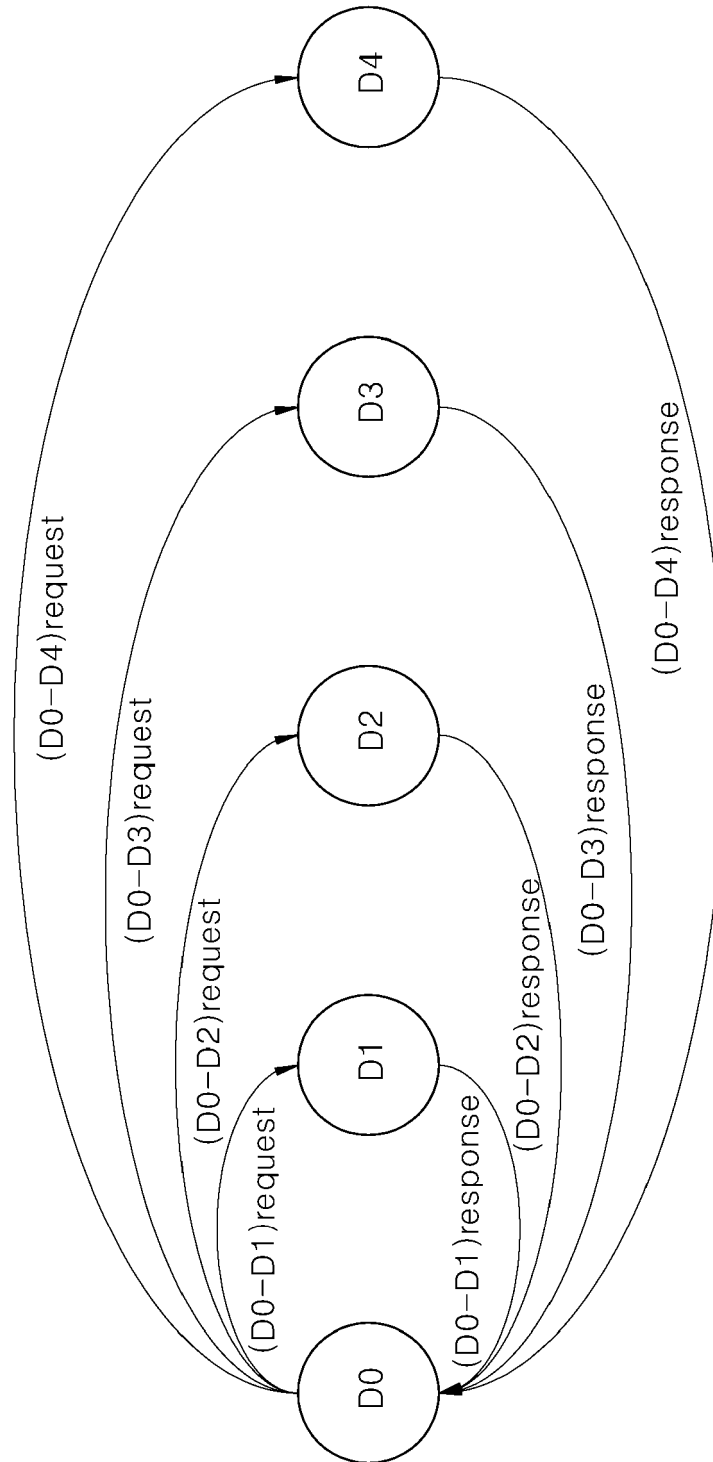 (D0-D4)request
(D0-D3)request
(D0-D2)request
(D0-D1)request
D0
D1
D2
D3
D4
(D0-D1)response
(D0-D2)response
(D0-D3)response
(D0-D4)response